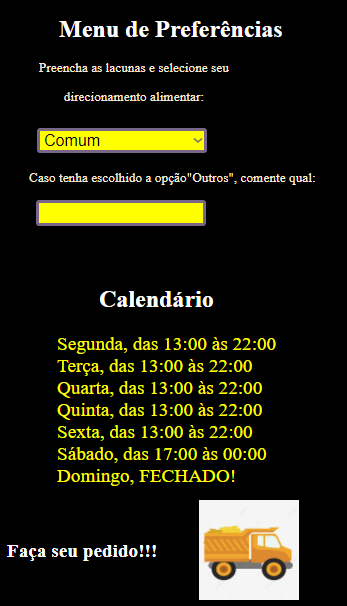 Menu de Preferências
Preencha as lacunas e selecione seu
direcionamento alimentar:
Comum
Caso tenha escolhido a opção"Outros", comente qual:
Calendário
Segunda, das 13:00 às 22:00
Terça, das 13:00 às 22:00
Quarta, das 13:00 às 22:00
Quinta, das 13:00 às 22:00
Sexta, das 13:00 às 22:00
Sábado, das 17:00 às 00:00
Domingo, FECHADO!
Faça seu pedido!!!